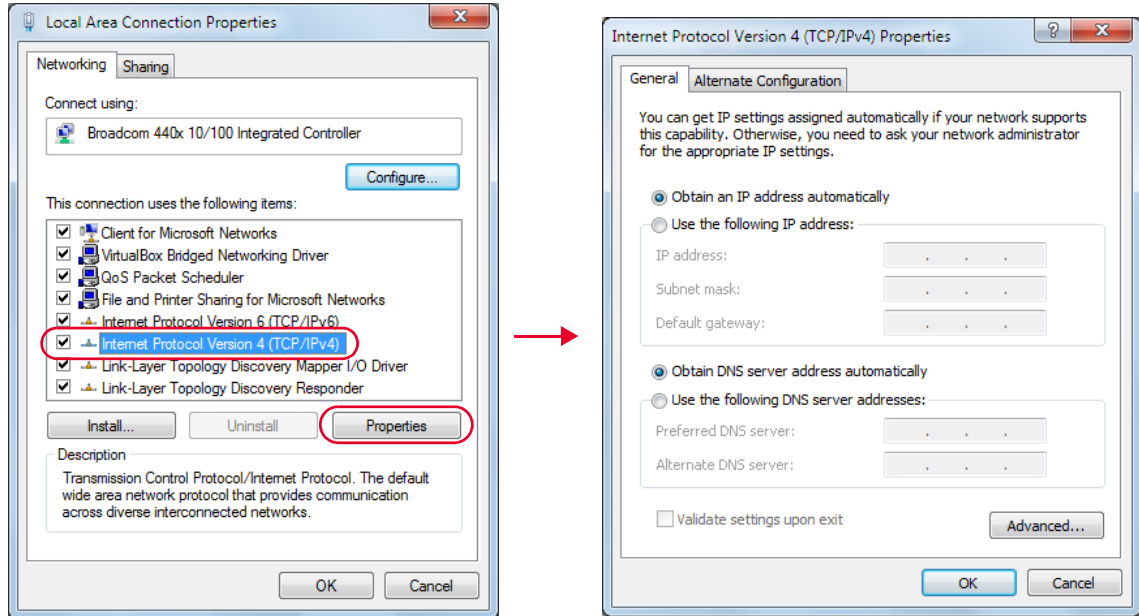 Local Area Connection Properties
Networking
Sharing
Connect using:
Broadcom 440x 10/100 Integrated Controller
Configure...
This connection uses the following items:
Client for Microsoft Networks
VirtualBox Bridged Networking Driver
QoS Packet Scheduler
File and Printer Sharing for Microsoft Networks
Internet Protocol Version 6 (TCP/IPv6)
Internet Protocol Version 4 (TCP/IPv4)
Link-Layer Topology Discovery Mapper I/O Driver
Link-Layer Topology Discovery Responder
Install...
Uninstall
Properties
Description
Transmission Control Protocol/Internet Protocol. The default
wide area network protocol that provides communication
across diverse interconnected networks.
OK
Cancel
Internet Protocol Version 4 (TCP/IPv4) Properties
General
Alternate Configuration
You can get IP settings assigned automatically if your network supports
this capability. Otherwise, you need to ask your network administrator
for the appropriate IP settings.
Obtain an IP address automatically
Use the following IP address:
IP address:
Subnet mask:
Default gateway:
Obtain DNS server address automatically
Use the following DNS server addresses:
Preferred DNS server:
Alternate DNS server:
Validate settings upon exit
Advanced...
OK
Cancel